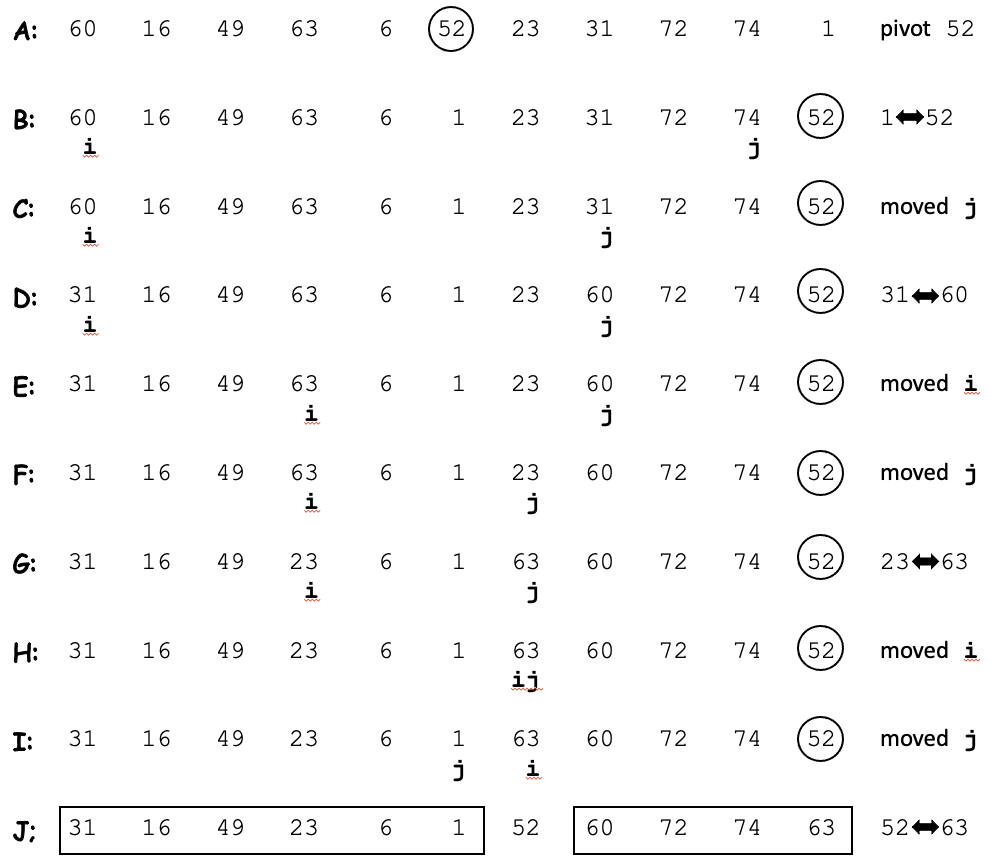 A: 60 16 49 63 6 52 23 31 72 74 1 pivot 52
B: 60 16 49 63 6 1 23 31 72 74 52 1⬌52
i j
C: 60 16 49 63 6 1 23 31 72 74 52 moved j
i j
D: 31 16 49 63 6 1 23 60 72 74 52 31⬌60
i j
E: 31 16 49 63 6 1 23 60 72 74 52 moved i
i j
F: 31 16 49 63 6 1 23 60 72 74 52 moved j
i j
G: 31 16 49 23 6 1 63 60 72 74 52 23⬌63
i j
H: 31 16 49 23 6 1 63 60 72 74 52 moved i
ij
I: 31 16 49 23 6 1 63 60 72 74 52 moved j
j i
J; 31 16 49 23 6 1 52 60 72 74 63 52⬌63